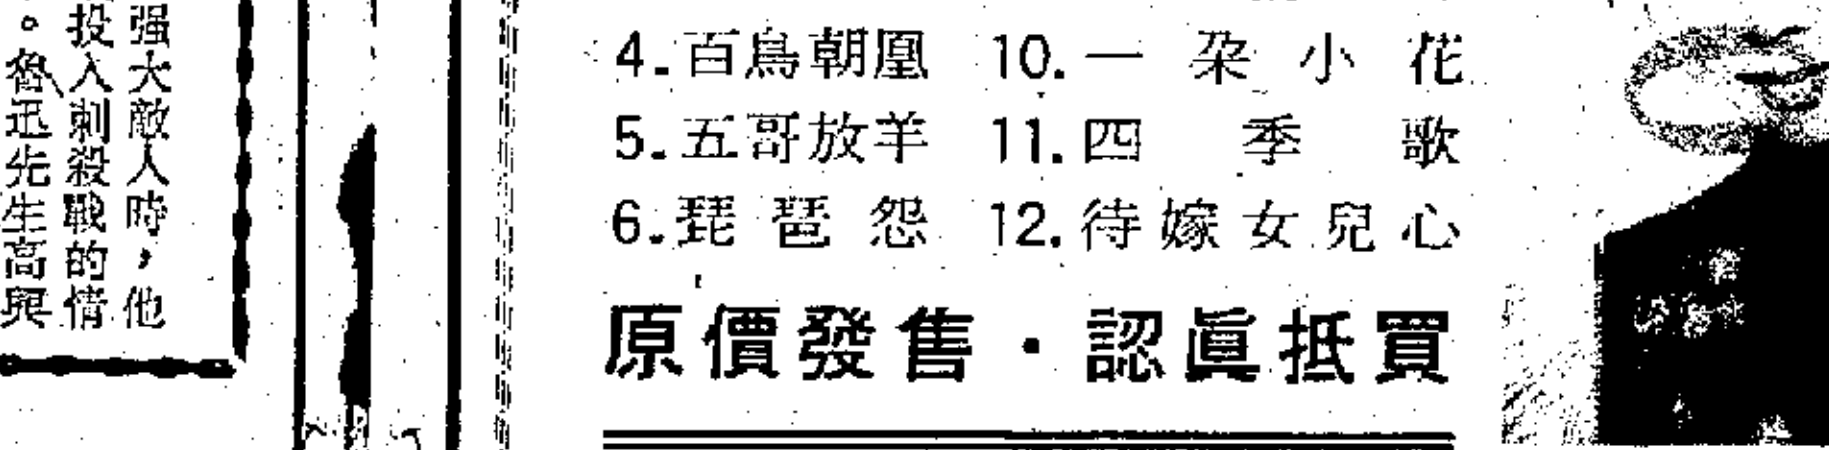 强大敵人時，他
投入刺殺戰的情
。魯迅先生高興
4.百鳥朝凰
5.五哥放羊
6.琵琶怨
10.一朶小花
11.四季歌
12.待嫁女兒心
原價發售·認眞抵買